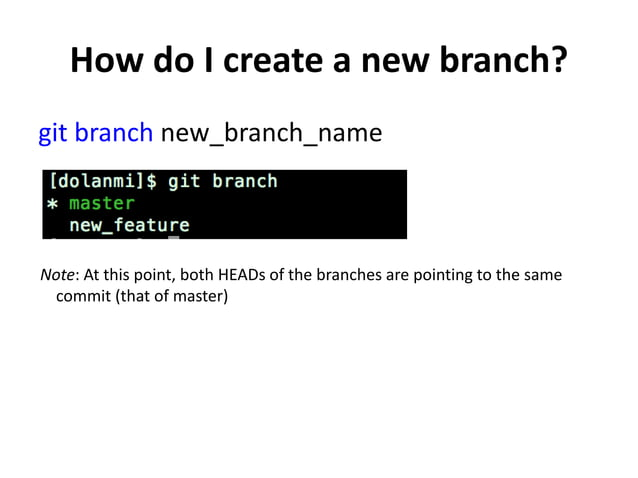 How do I create a new branch?
git branch new_branch_name
[dolanmi]$ git branch
* master
new_feature
Note: At this point, both HEADs of the branches are pointing to the same
commit (that of master)